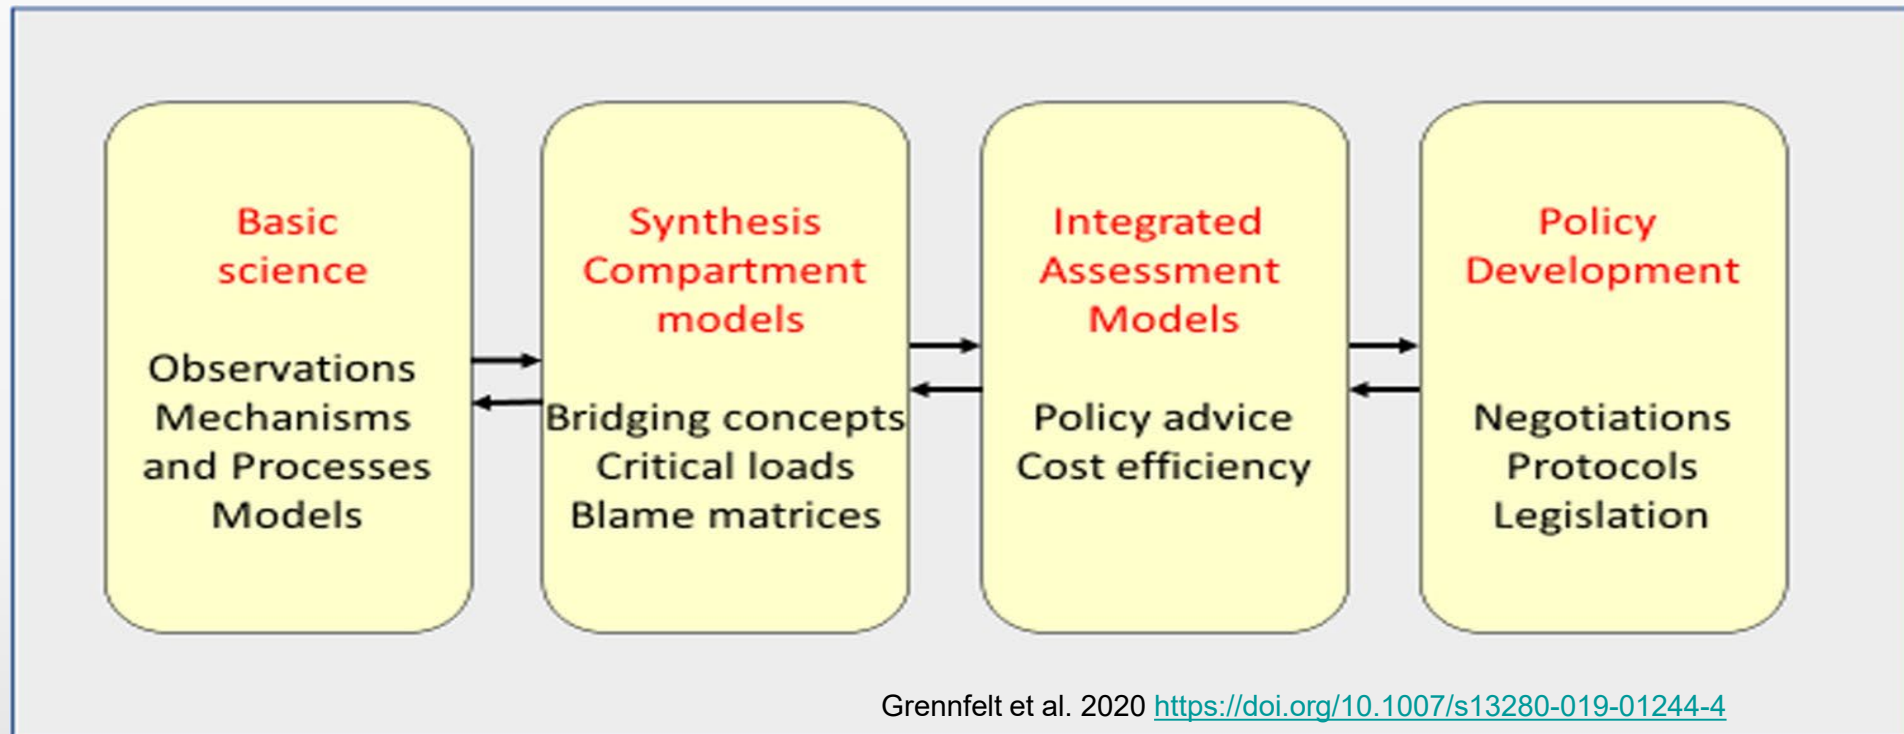 Basic
science
Observations
Mechanisms
and Processes
Models
Synthesis
Compartment
models
Bridging concepts
Critical loads
Blame matrices
Integrated
Assessment
Models
Policy advice
Cost efficiency
Policy
Development
Negotiations
Protocols
Legislation
Grennfelt et al. 2020 https://doi.org/10.1007/s13280-019-01244-4